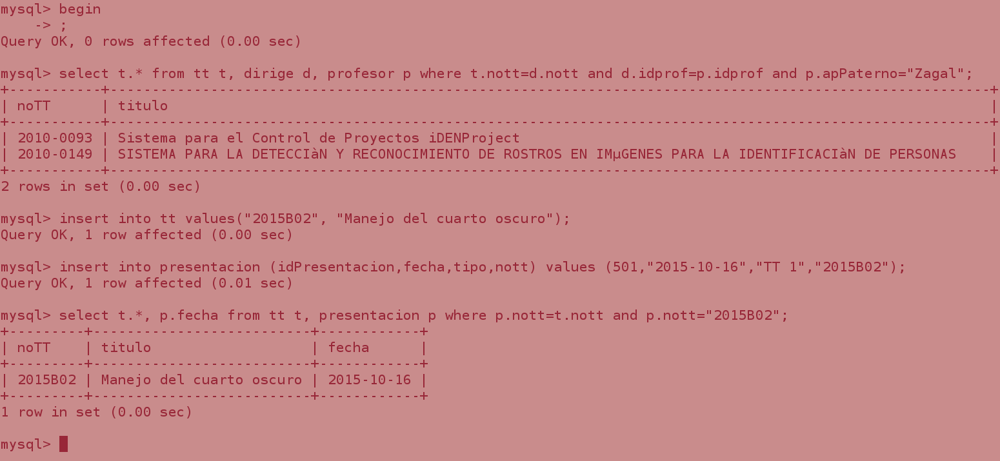 mysql> begin
    -> ;
Query OK, 0 rows affected (0.00 sec)

mysql> select t.* from tt t, dirige d, profesor p where t.nott=d.nott and d.idprof=p.idprof and p.apPaterno="Zagal";
+-----------+---------------------------------------------------------------------------------------------------------+
| noTT      | titulo                                                                                                  |
+-----------+---------------------------------------------------------------------------------------------------------+
| 2010-0093 | Sistema para el Control de Proyectos iDENProject                                                        |
| 2010-0149 | SISTEMA PARA LA DETECCIàN Y RECONOCIMIENTO DE ROSTROS EN IMµGENES PARA LA IDENTIFICACIàN DE PERSONAS    |
+-----------+---------------------------------------------------------------------------------------------------------+
2 rows in set (0.00 sec)

mysql> insert into tt values("2015B02", "Manejo del cuarto oscuro");
Query OK, 1 row affected (0.00 sec)

mysql> insert into presentacion (idPresentacion,fecha,tipo,nott) values (501,"2015-10-16","TT 1","2015B02");
Query OK, 1 row affected (0.01 sec)

mysql> select t.*, p.fecha from tt t, presentacion p where p.nott=t.nott and p.nott="2015B02";
+---------+--------------------------+------------+
| noTT    | titulo                   | fecha      |
+---------+--------------------------+------------+
| 2015B02 | Manejo del cuarto oscuro | 2015-10-16 |
+---------+--------------------------+------------+
1 row in set (0.00 sec)

mysql>